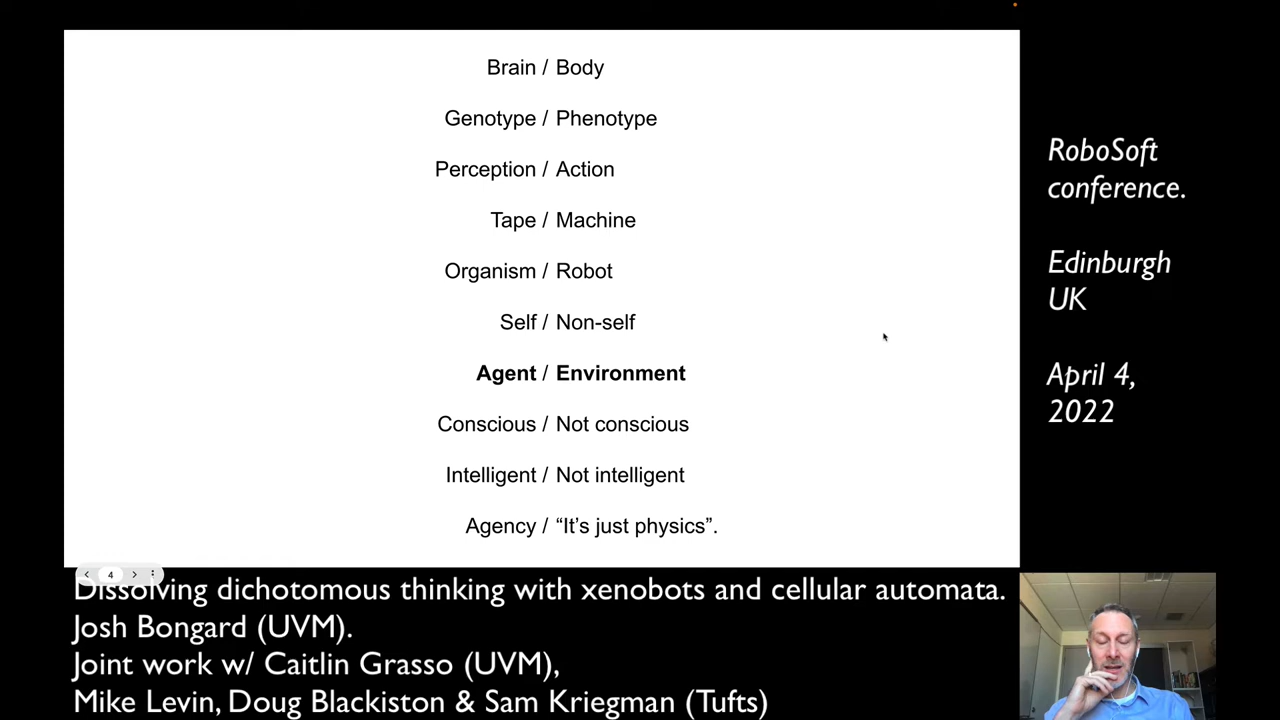 Brain / Body
Genotype / Phenotype
Perception / Action
Tape / Machine
Organism / Robot
Self / Non-self
Agent / Environment
Conscious / Not conscious
Intelligent / Not intelligent
Agency / “It’s just physics”.
RoboSoft
conference.
Edinburgh
UK
April 4,
2022
4
Dissolving dichotomous thinking with xenobots and cellular automata.
Josh Bongard (UVM).
Joint work w/ Caitlin Grasso (UVM),
Mike Levin, Doug Blackiston & Sam Kriegman (Tufts)